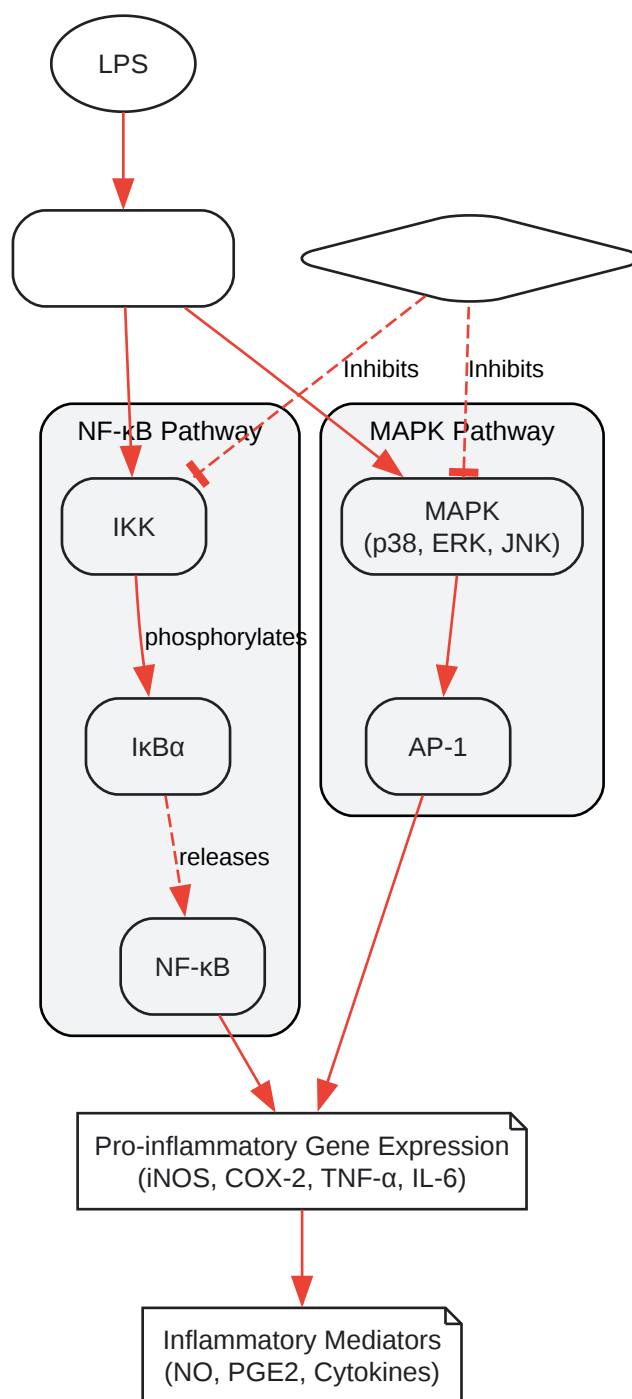 LPS
Inhibits
Inhibits
NF-κB Pathway
MAPK Pathway
IKK
MAPK
(p38, ERK, JNK)
phosphorylates
IκBα
AP-1
releases
NF-κB
Pro-inflammatory Gene Expression
(iNOS, COX-2, TNF-α, IL-6)
Inflammatory Mediators
(NO, PGE2, Cytokines)